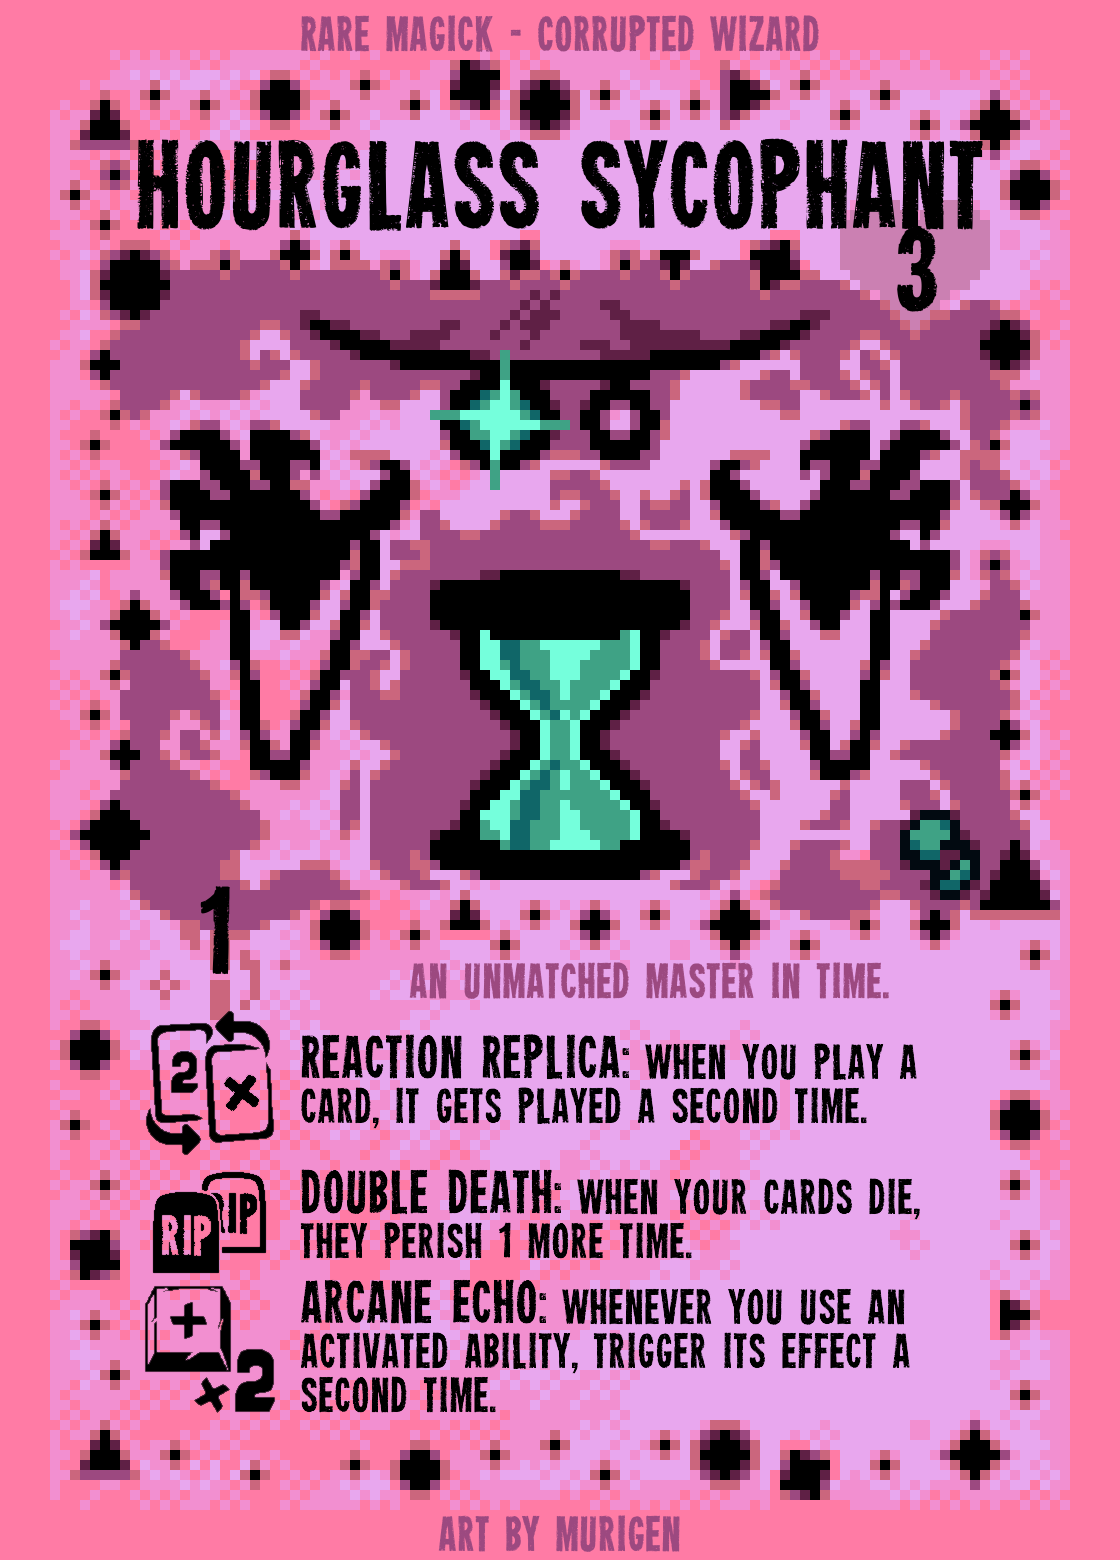 RARE MAGICK - CORRUPTED WIZARD
HOURGLASS SYCOPHANT
3
1
AN UNMATCHED MASTER IN TIME.
2 ×
REACTION REPLICA: WHEN YOU PLAY A
CARD, IT GETS PLAYED A SECOND TIME.
RIP RIP
DOUBLE DEATH: WHEN YOUR CARDS DIE,
THEY PERISH 1 MORE TIME.
+
×2
ARCANE ECHO: WHENEVER YOU USE AN
ACTIVATED ABILITY, TRIGGER ITS EFFECT A
SECOND TIME.
ART BY MURIGEN